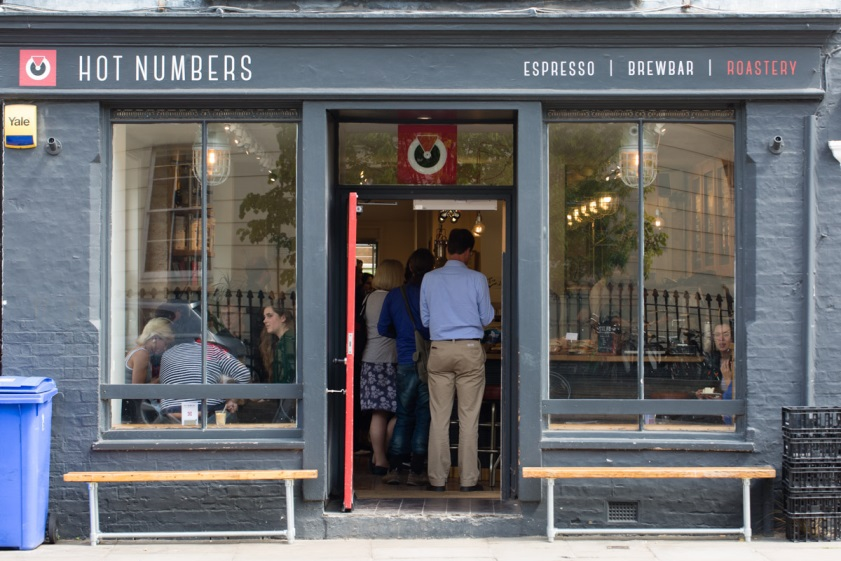 HOT NUMBERS
ESPRESSO | BREWBAR | ROASTERY
Yale